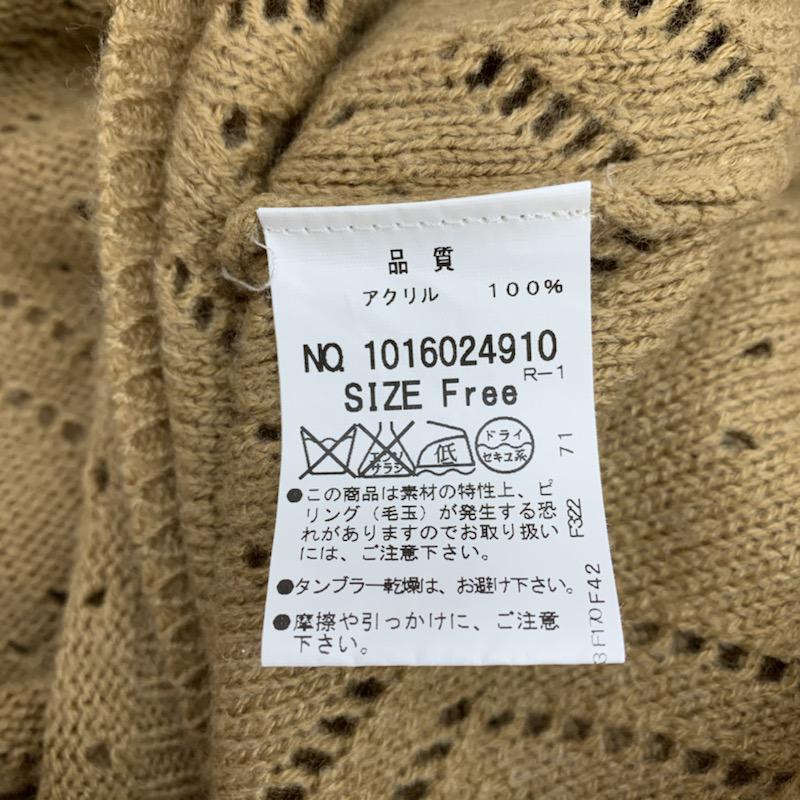 品質
アクリル 100%
NO. 1016024910
R-1
SIZE Free
エンソ
サラシ
低
ドライ
セキユ系
●この商品は素材の特性上、ピ
リング（毛玉）が発生する恐
れがありますのでお取り扱い
には、ご注意下さい。
●タンブラー乾燥は、お避け下さい。
●摩擦や引っかけに、ご注意
下さい。
71
F322
F42